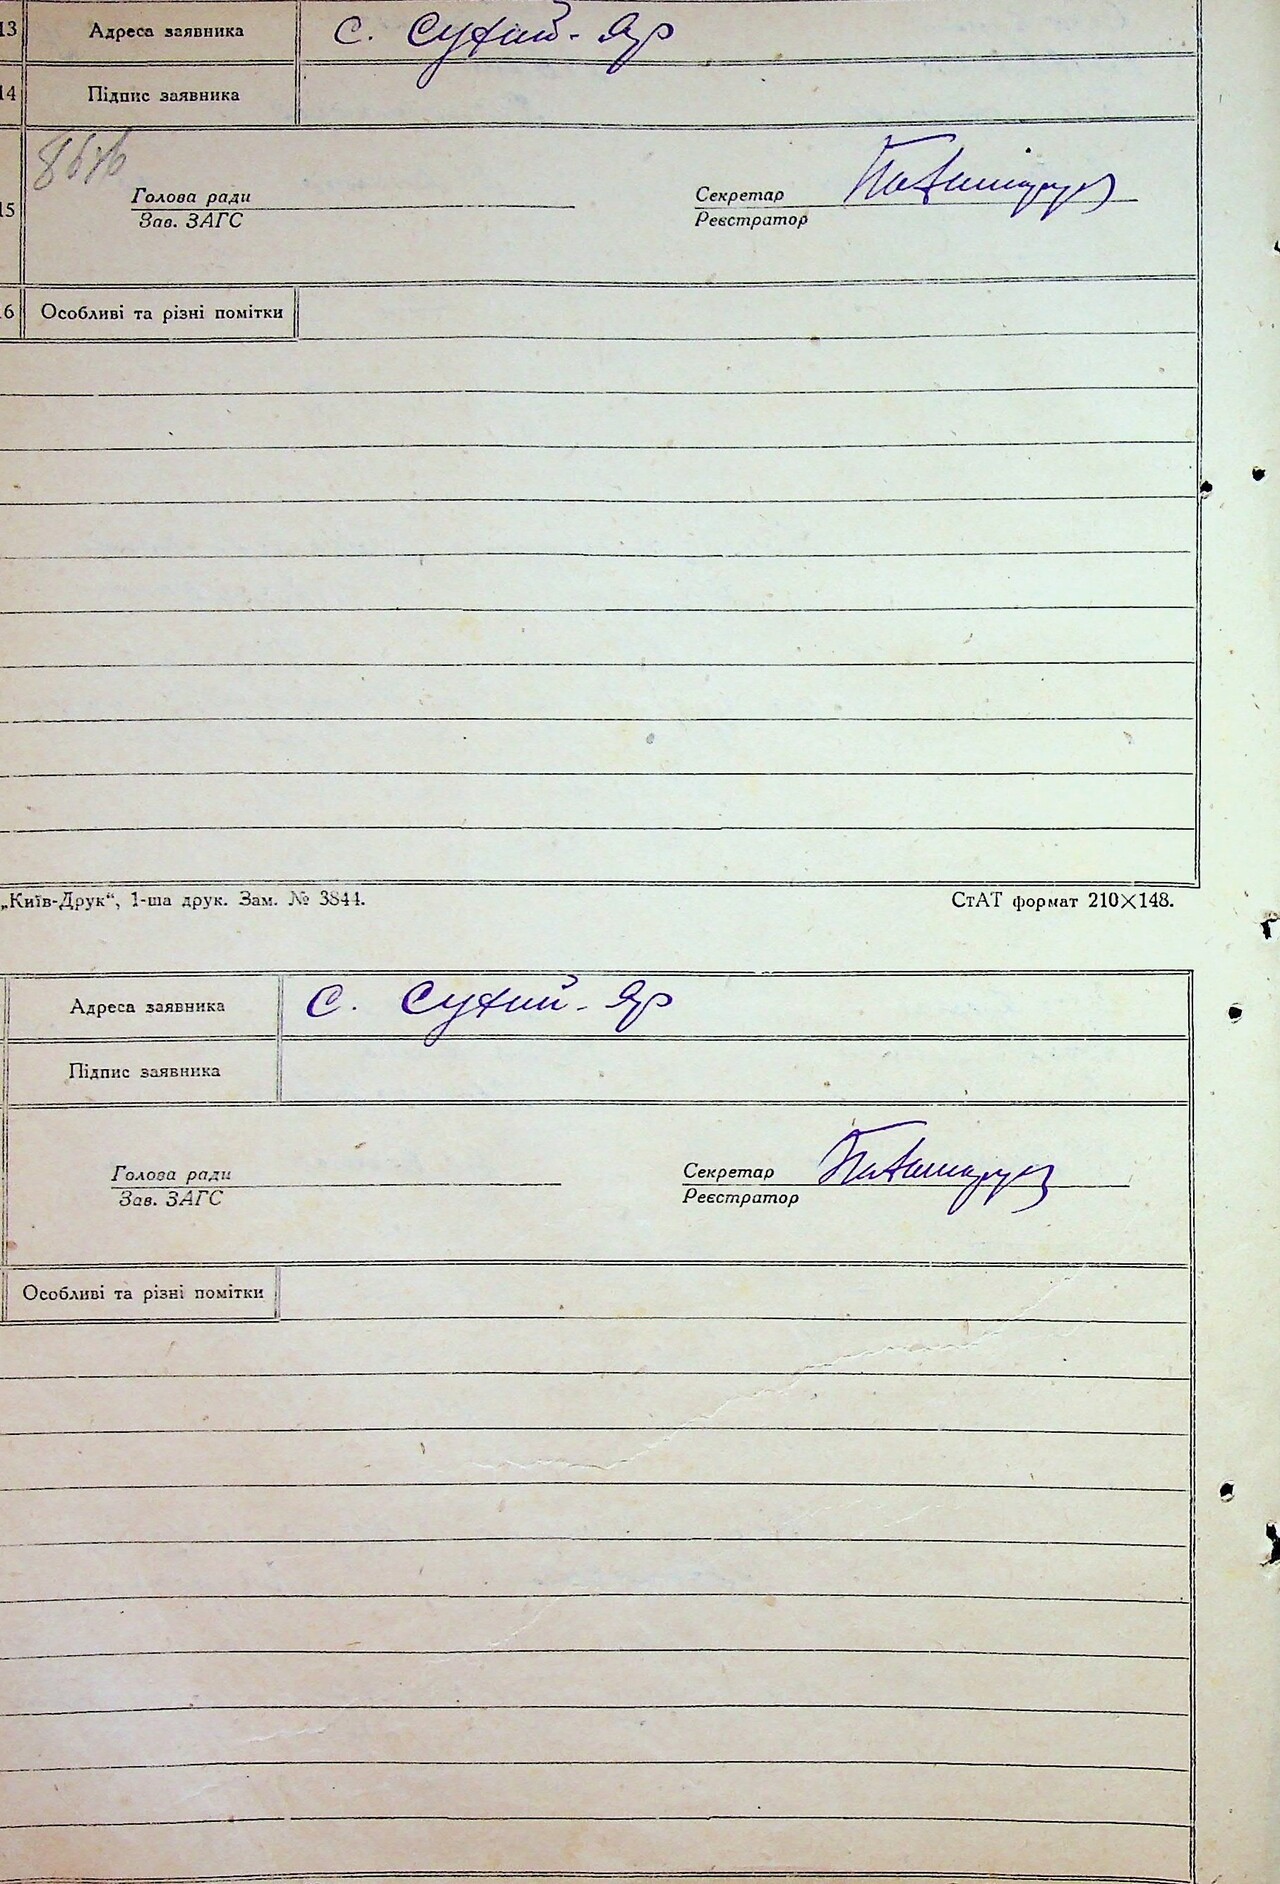 13 Адреса заявника С. Сухий-Яр
14 Підпис заявника
15
Голова ради Секретар
Зав. ЗАГС Реєстратор
16 Особливі та різні помітки
„Київ-Друк“, 1-ша друк. Зам. № 3844. СтАТ формат 210×148.
Адреса заявника С. Сухий-Яр
Підпис заявника
Голова ради Секретар
Зав. ЗАГС Реєстратор
Особливі та різні помітки